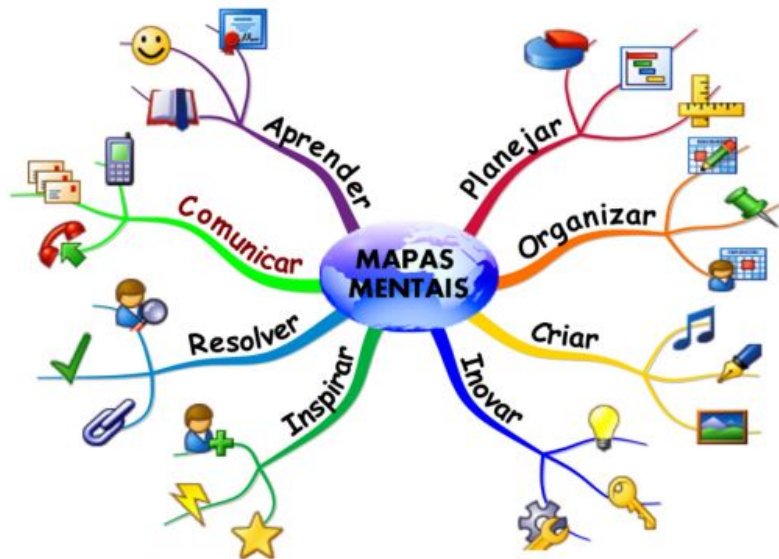 MAPAS
MENTAIS
Planejar
Organizar
Criar
Inovar
Inspirar
Resolver
Comunicar
Aprender